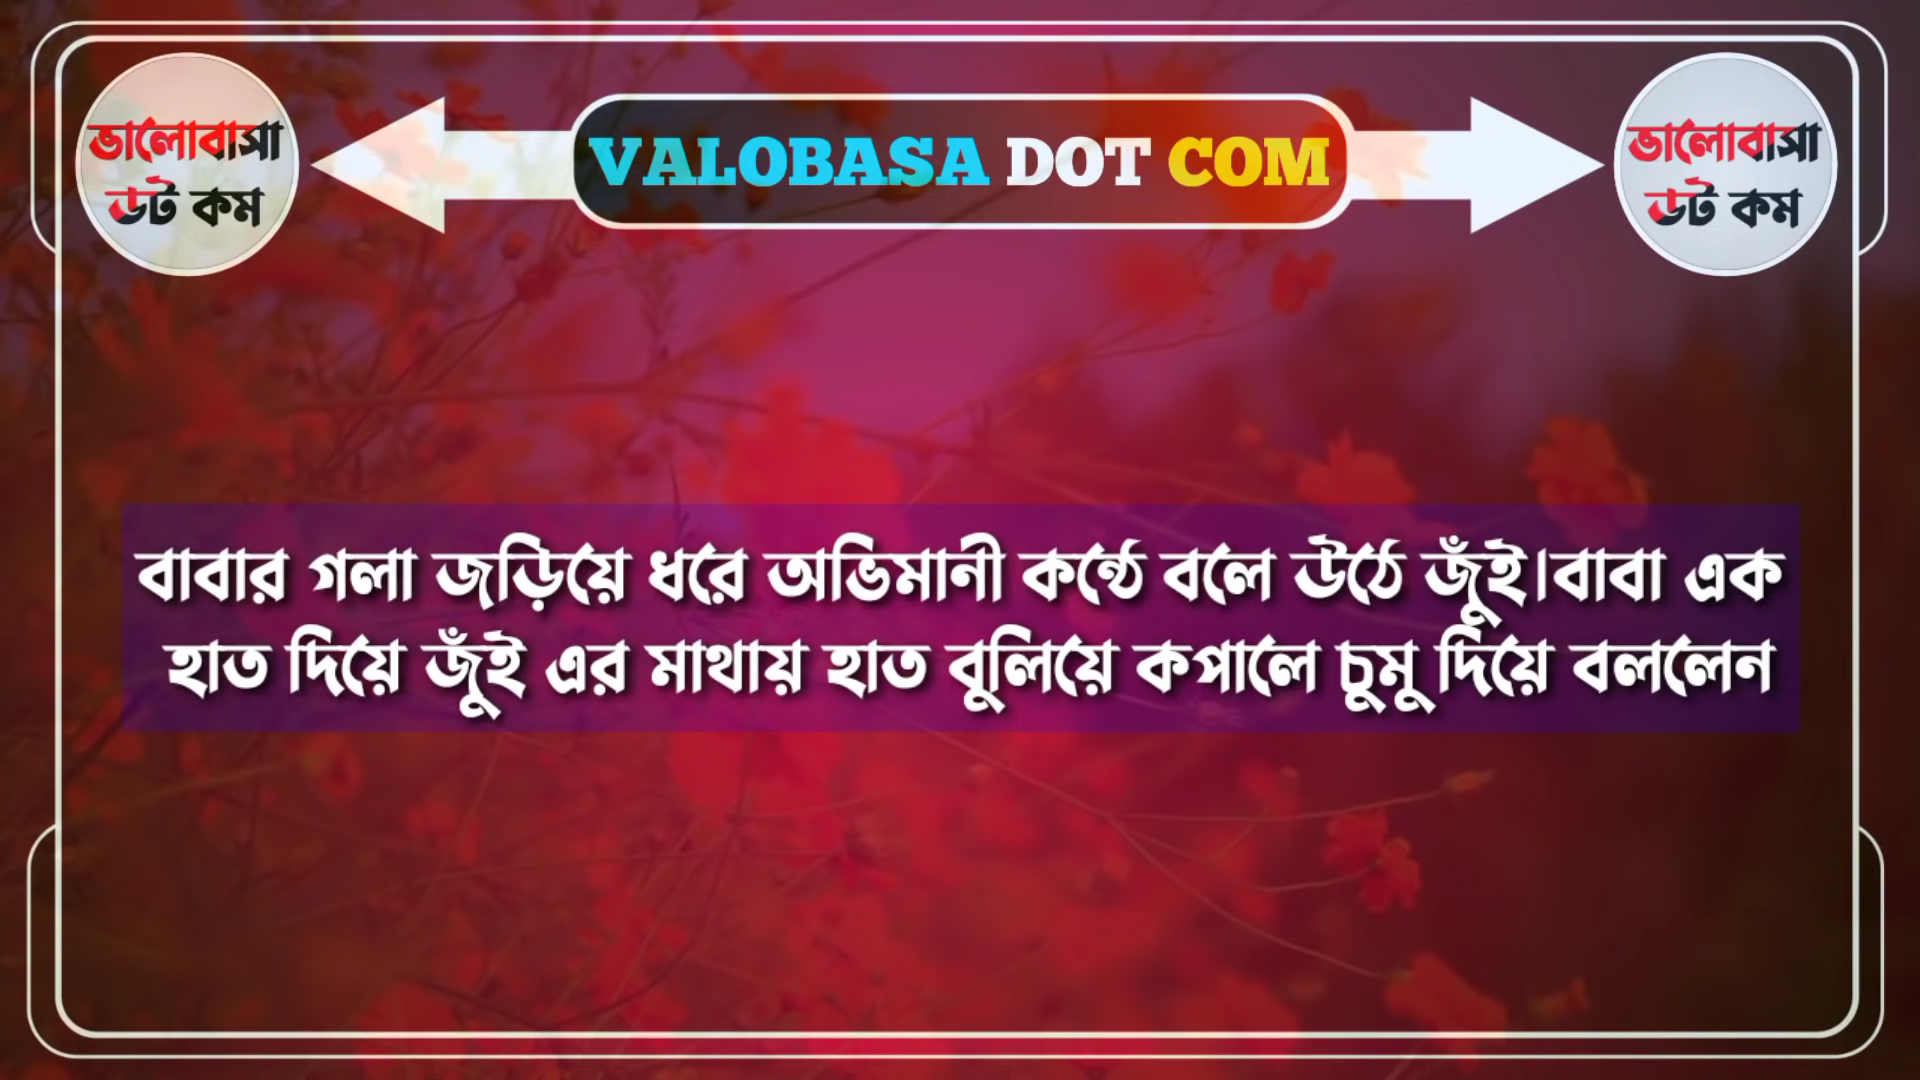 ভালোবাসা
ডট কম
VALOBASA DOT COM
ভালোবাসা
ডট কম
বাবার গলা জড়িয়ে ধরে অভিমানী কন্ঠে বলে উঠে জুঁই।বাবা এক
হাত দিয়ে জুঁই এর মাথায় হাত বুলিয়ে কপালে চুমু দিয়ে বললেন